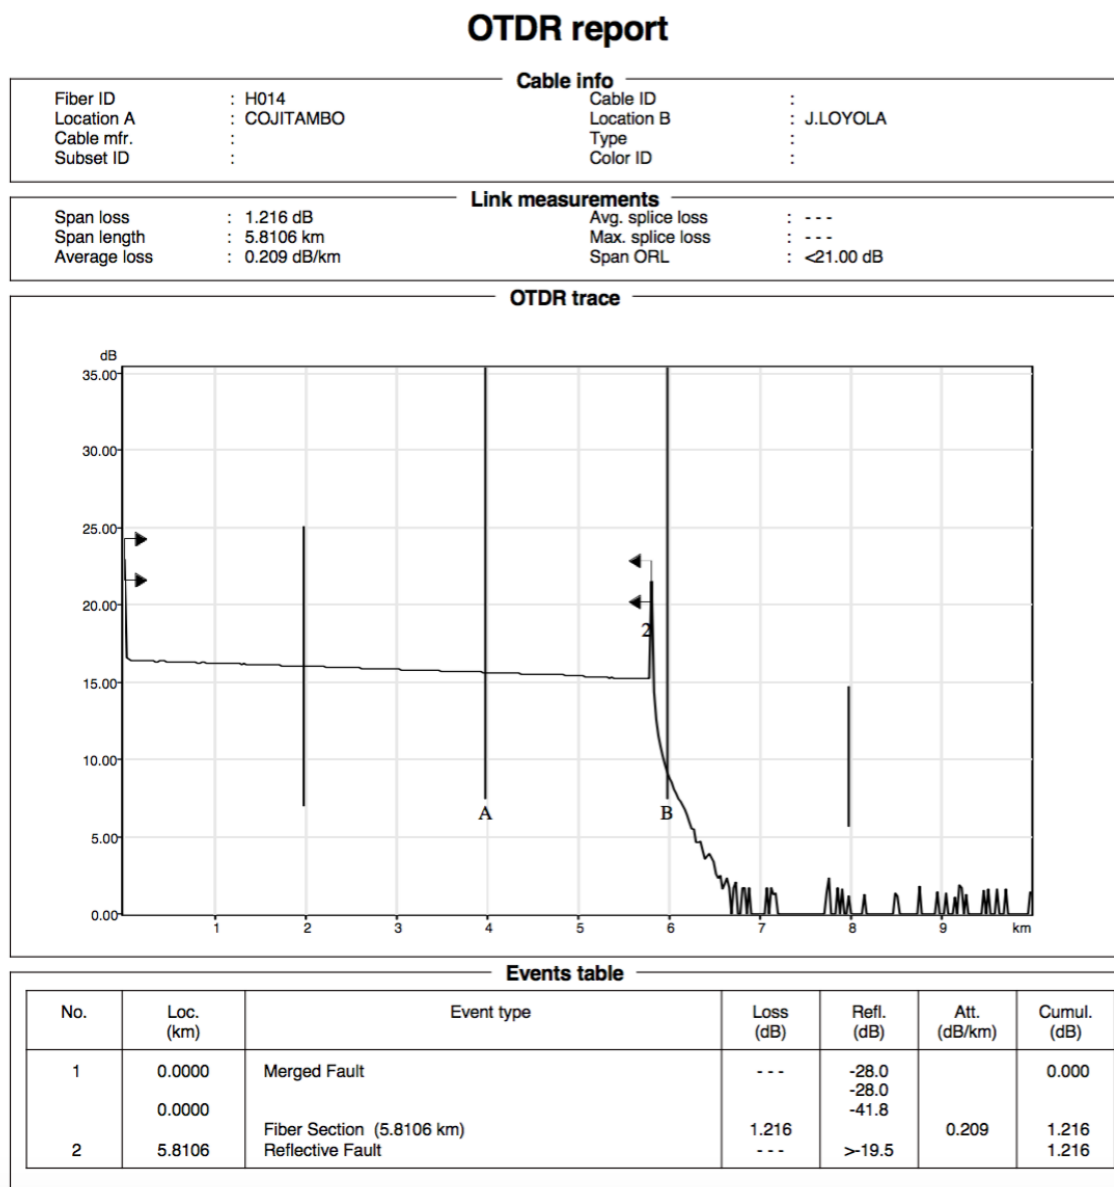 OTDR report
Cable info
Fiber ID : H014 Cable ID :
Location A : COJITAMBO Location B : J.LOYOLA
Cable mfr. : Type :
Subset ID : Color ID :
Link measurements
Span loss : 1.216 dB Avg. splice loss : - - -
Span length : 5.8106 km Max. splice loss : - - -
Average loss : 0.209 dB/km Span ORL : <21.00 dB
OTDR trace
dB
35.00
30.00
25.00
20.00
2
15.00
10.00
A B
5.00
0.00
1 2 3 4 5 6 7 8 9 km
Events table
No. Loc. Event type Loss Refl. Att. Cumul.
(km) (dB) (dB) (dB/km) (dB)
1 0.0000 Merged Fault - - - -28.0 0.000
-28.0
0.0000 -41.8
Fiber Section (5.8106 km) 1.216 0.209 1.216
2 5.8106 Reflective Fault - - - >-19.5 1.216